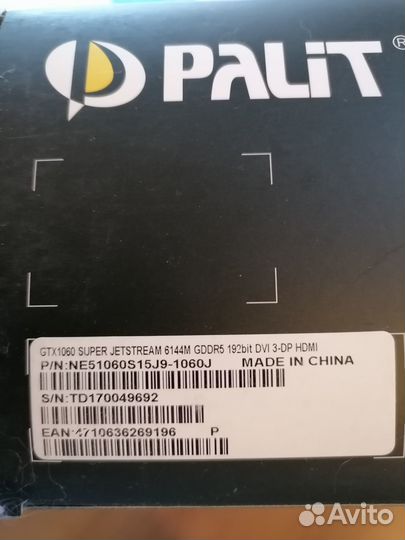 PALiT ®
GTX1060 SUPER JETSTREAM 6144M GDDR5 192bit DVI 3-DP HDMI
P/N:NE51060S15J9-1060J MADE IN CHINA
S/N:TD170049692
EAN:4710636269196 P
Avito